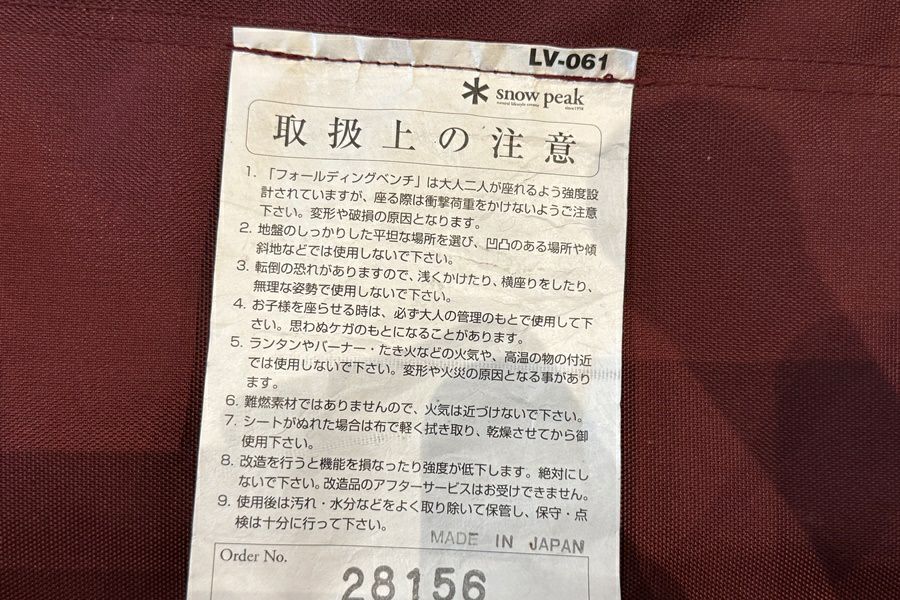 LV-061
snow peak
natural lifestyle creator
since1958
取扱上の注意
1. 「フォールディングベンチ」は大人二人が座れるよう強度設
計されていますが、座る際は衝撃荷重をかけないようご注意
下さい。変形や破損の原因となります。
2. 地盤のしっかりした平坦な場所を選び、凹凸のある場所や傾
斜地などでは使用しないで下さい。
3. 転倒の恐れがありますので、浅くかけたり、横座りをしたり、
無理な姿勢で使用しないで下さい。
4. お子様を座らせる時は、必ず大人の管理のもとで使用して下
さい。思わぬケガのもとになることがあります。
5. ランタンやバーナー・たき火などの火気や、高温の物の付近
では使用しないで下さい。変形や火災の原因となる事があり
ます。
6. 難燃素材ではありませんので、火気は近づけないで下さい。
7. シートがぬれた場合は布で軽く拭き取り、乾燥させてから御
使用下さい。
8. 改造を行うと機能を損なったり強度が低下します。絶対にし
ないで下さい。改造品のアフターサービスはお受けできません。
9. 使用後は汚れ・水分などをよく取り除いて保管し、保守・点
検は十分に行って下さい。
MADE IN JAPAN
Order No.
28156